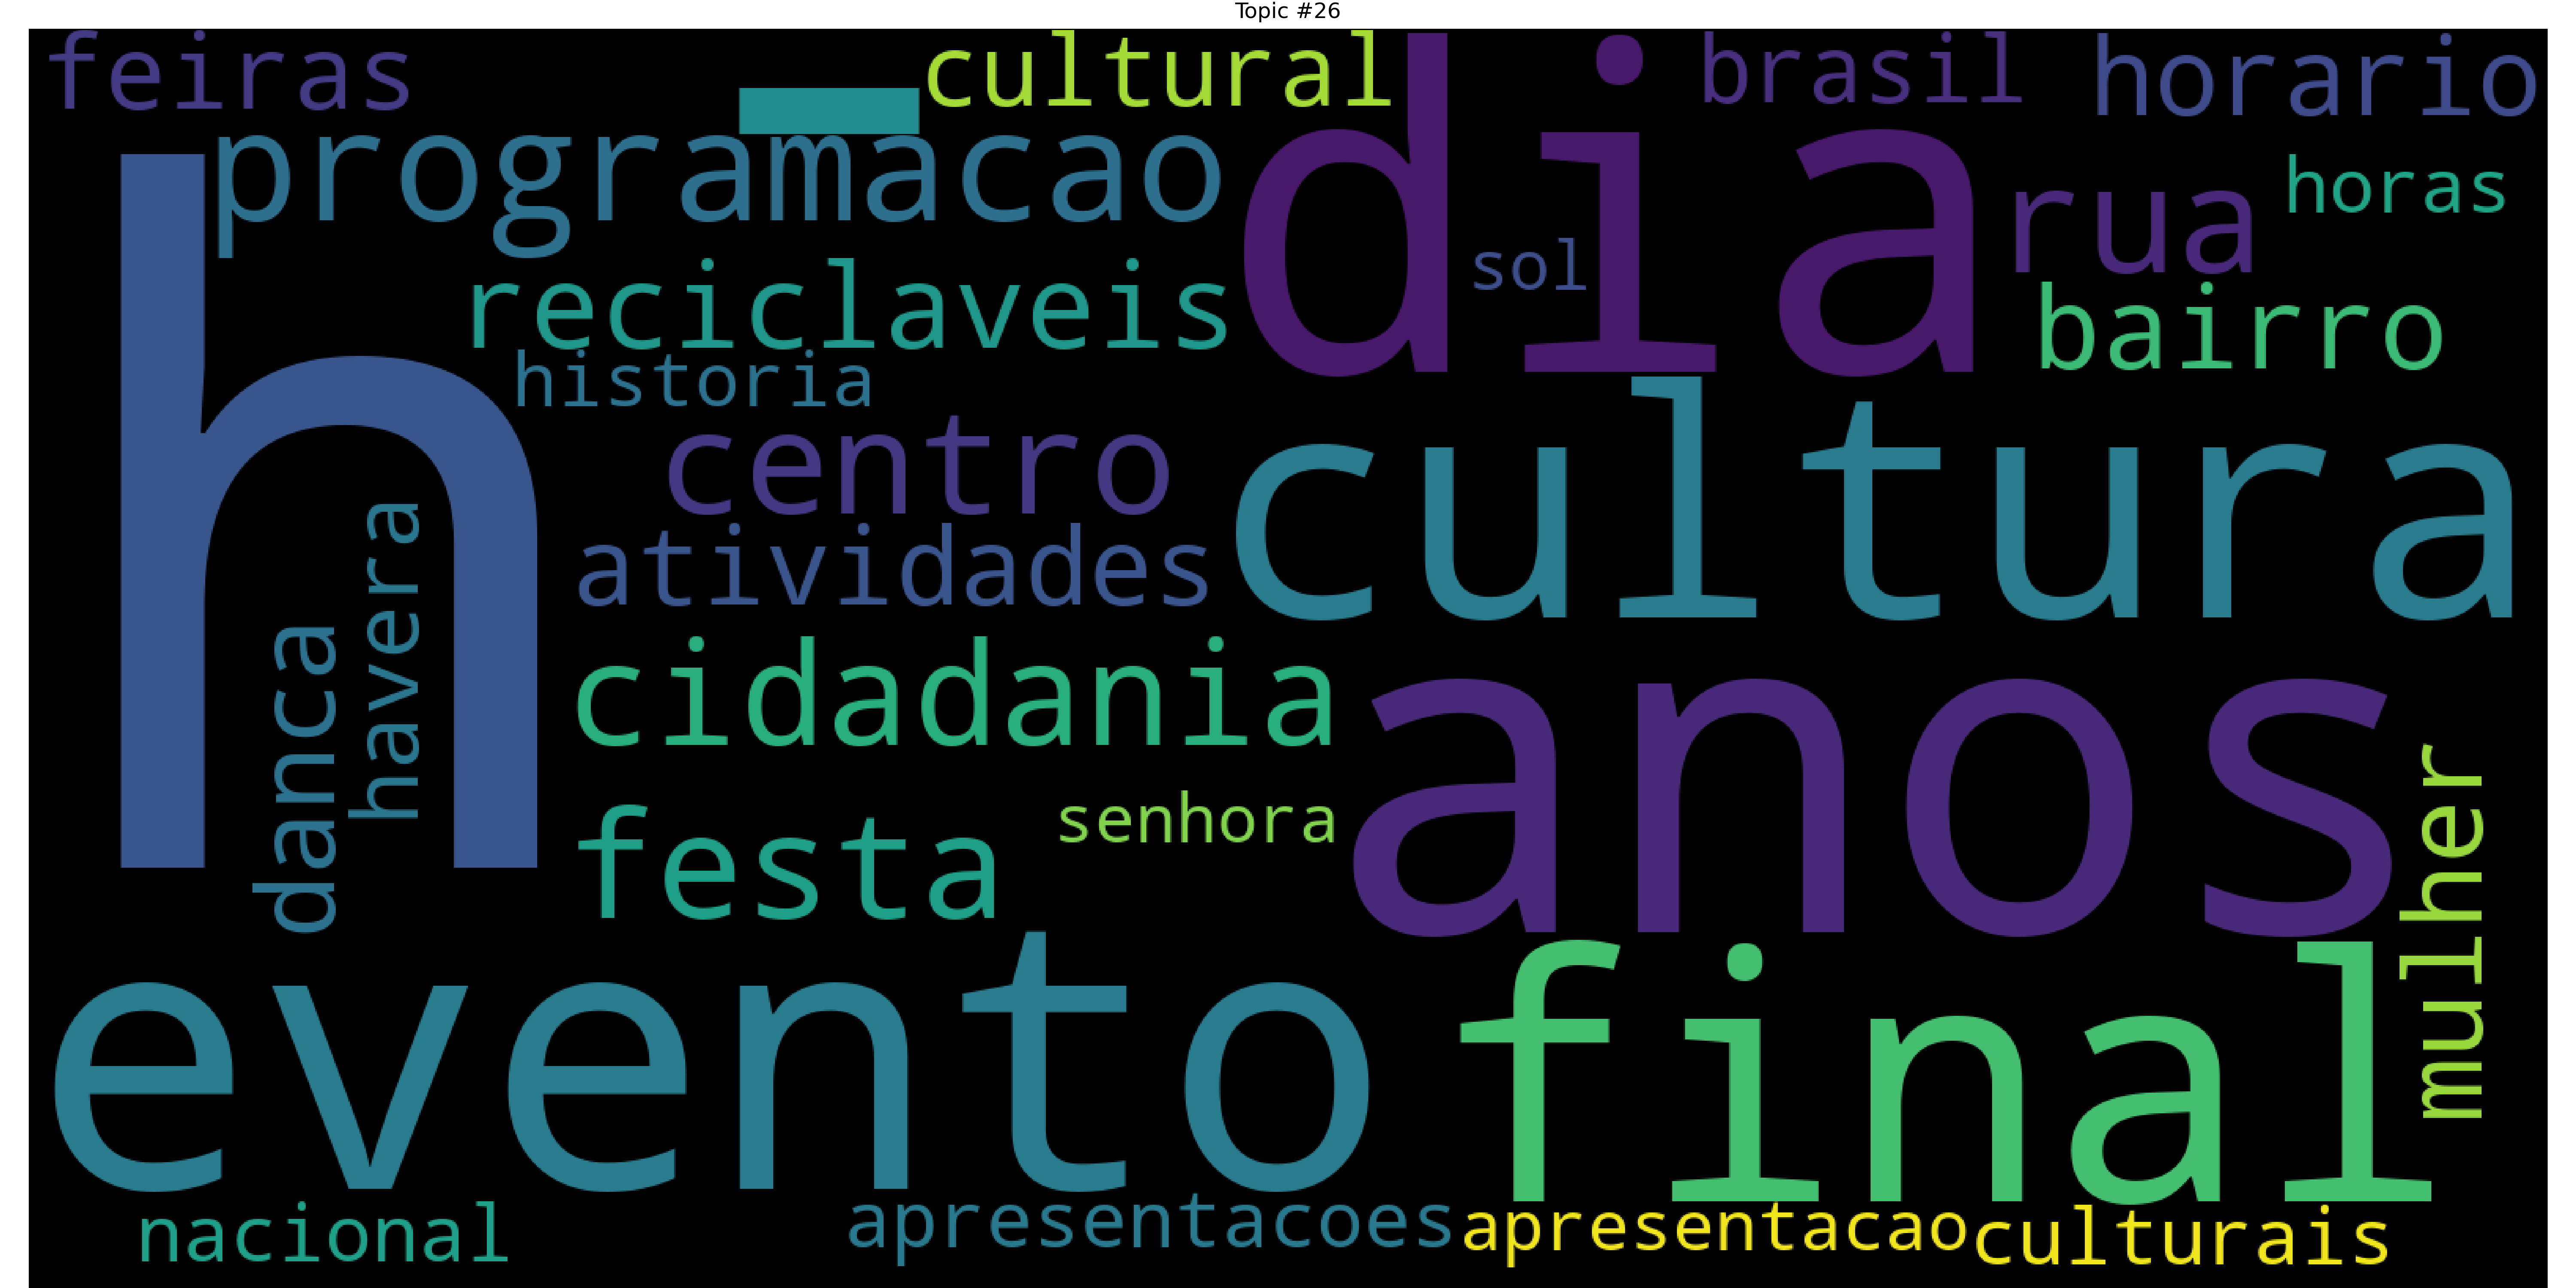 Topic #26
feiras
cultural
dia
brasil
horario
programacao
rua
horas
sol
reciclaveis
bairro
h
historia
centro
cultura
havera
atividades
danca
cidadania
anos
senhora
festa
mulher
evento
final
nacional
apresentacoes
apresentacao
culturais